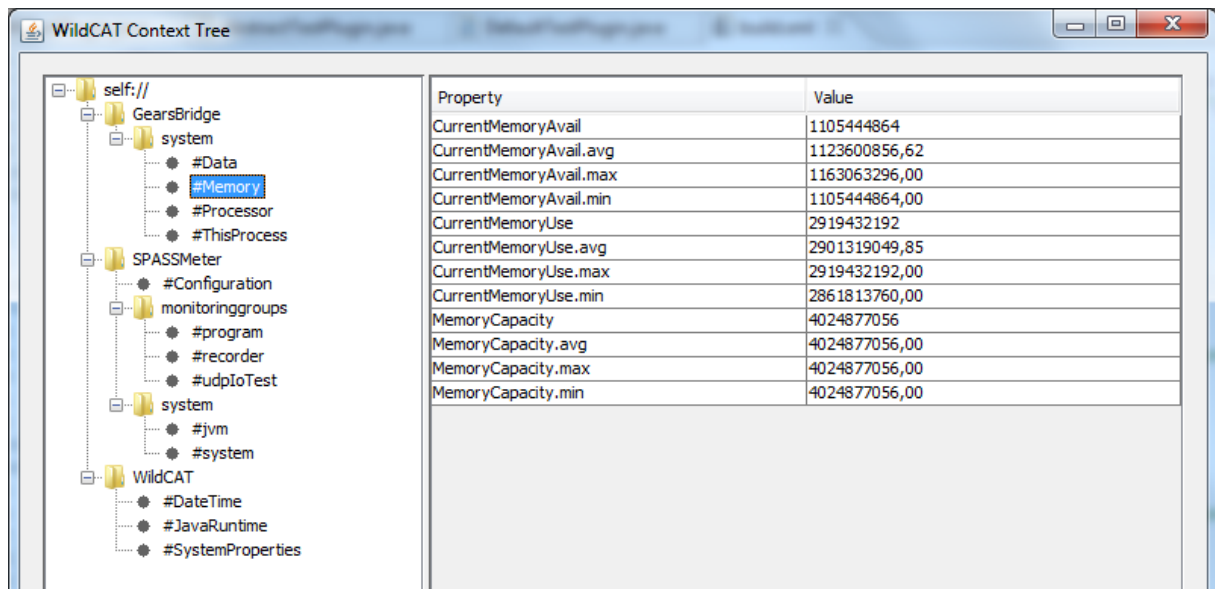 WildCAT Context Tree
self://
GearsBridge
system
#Data
#Memory
#Processor
#ThisProcess
SPASSMeter
#Configuration
monitoringgroups
#program
#recorder
#udpIoTest
system
#jvm
#system
WildCAT
#DateTime
#JavaRuntime
#SystemProperties
Property Value
CurrentMemoryAvail 1105444864
CurrentMemoryAvail.avg 1123600856,62
CurrentMemoryAvail.max 1163063296,00
CurrentMemoryAvail.min 1105444864,00
CurrentMemoryUse 2919432192
CurrentMemoryUse.avg 2901319049,85
CurrentMemoryUse.max 2919432192,00
CurrentMemoryUse.min 2861813760,00
MemoryCapacity 4024877056
MemoryCapacity.avg 4024877056,00
MemoryCapacity.max 4024877056,00
MemoryCapacity.min 4024877056,00